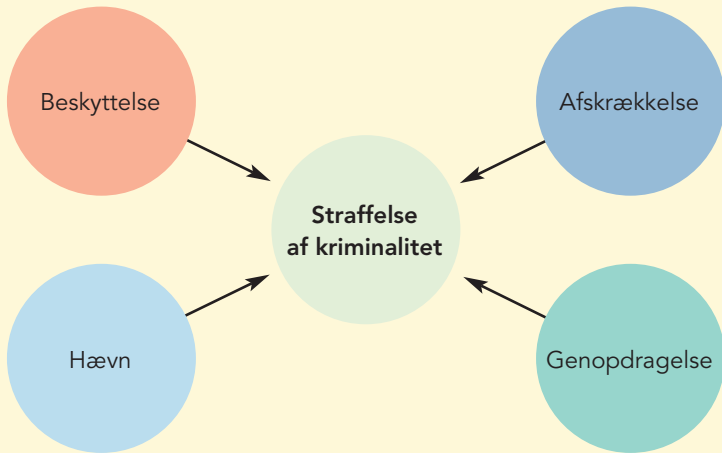 Beskyttelse
Afskrækkelse
Straffelse
af kriminalitet
Hævn
Genopdragelse